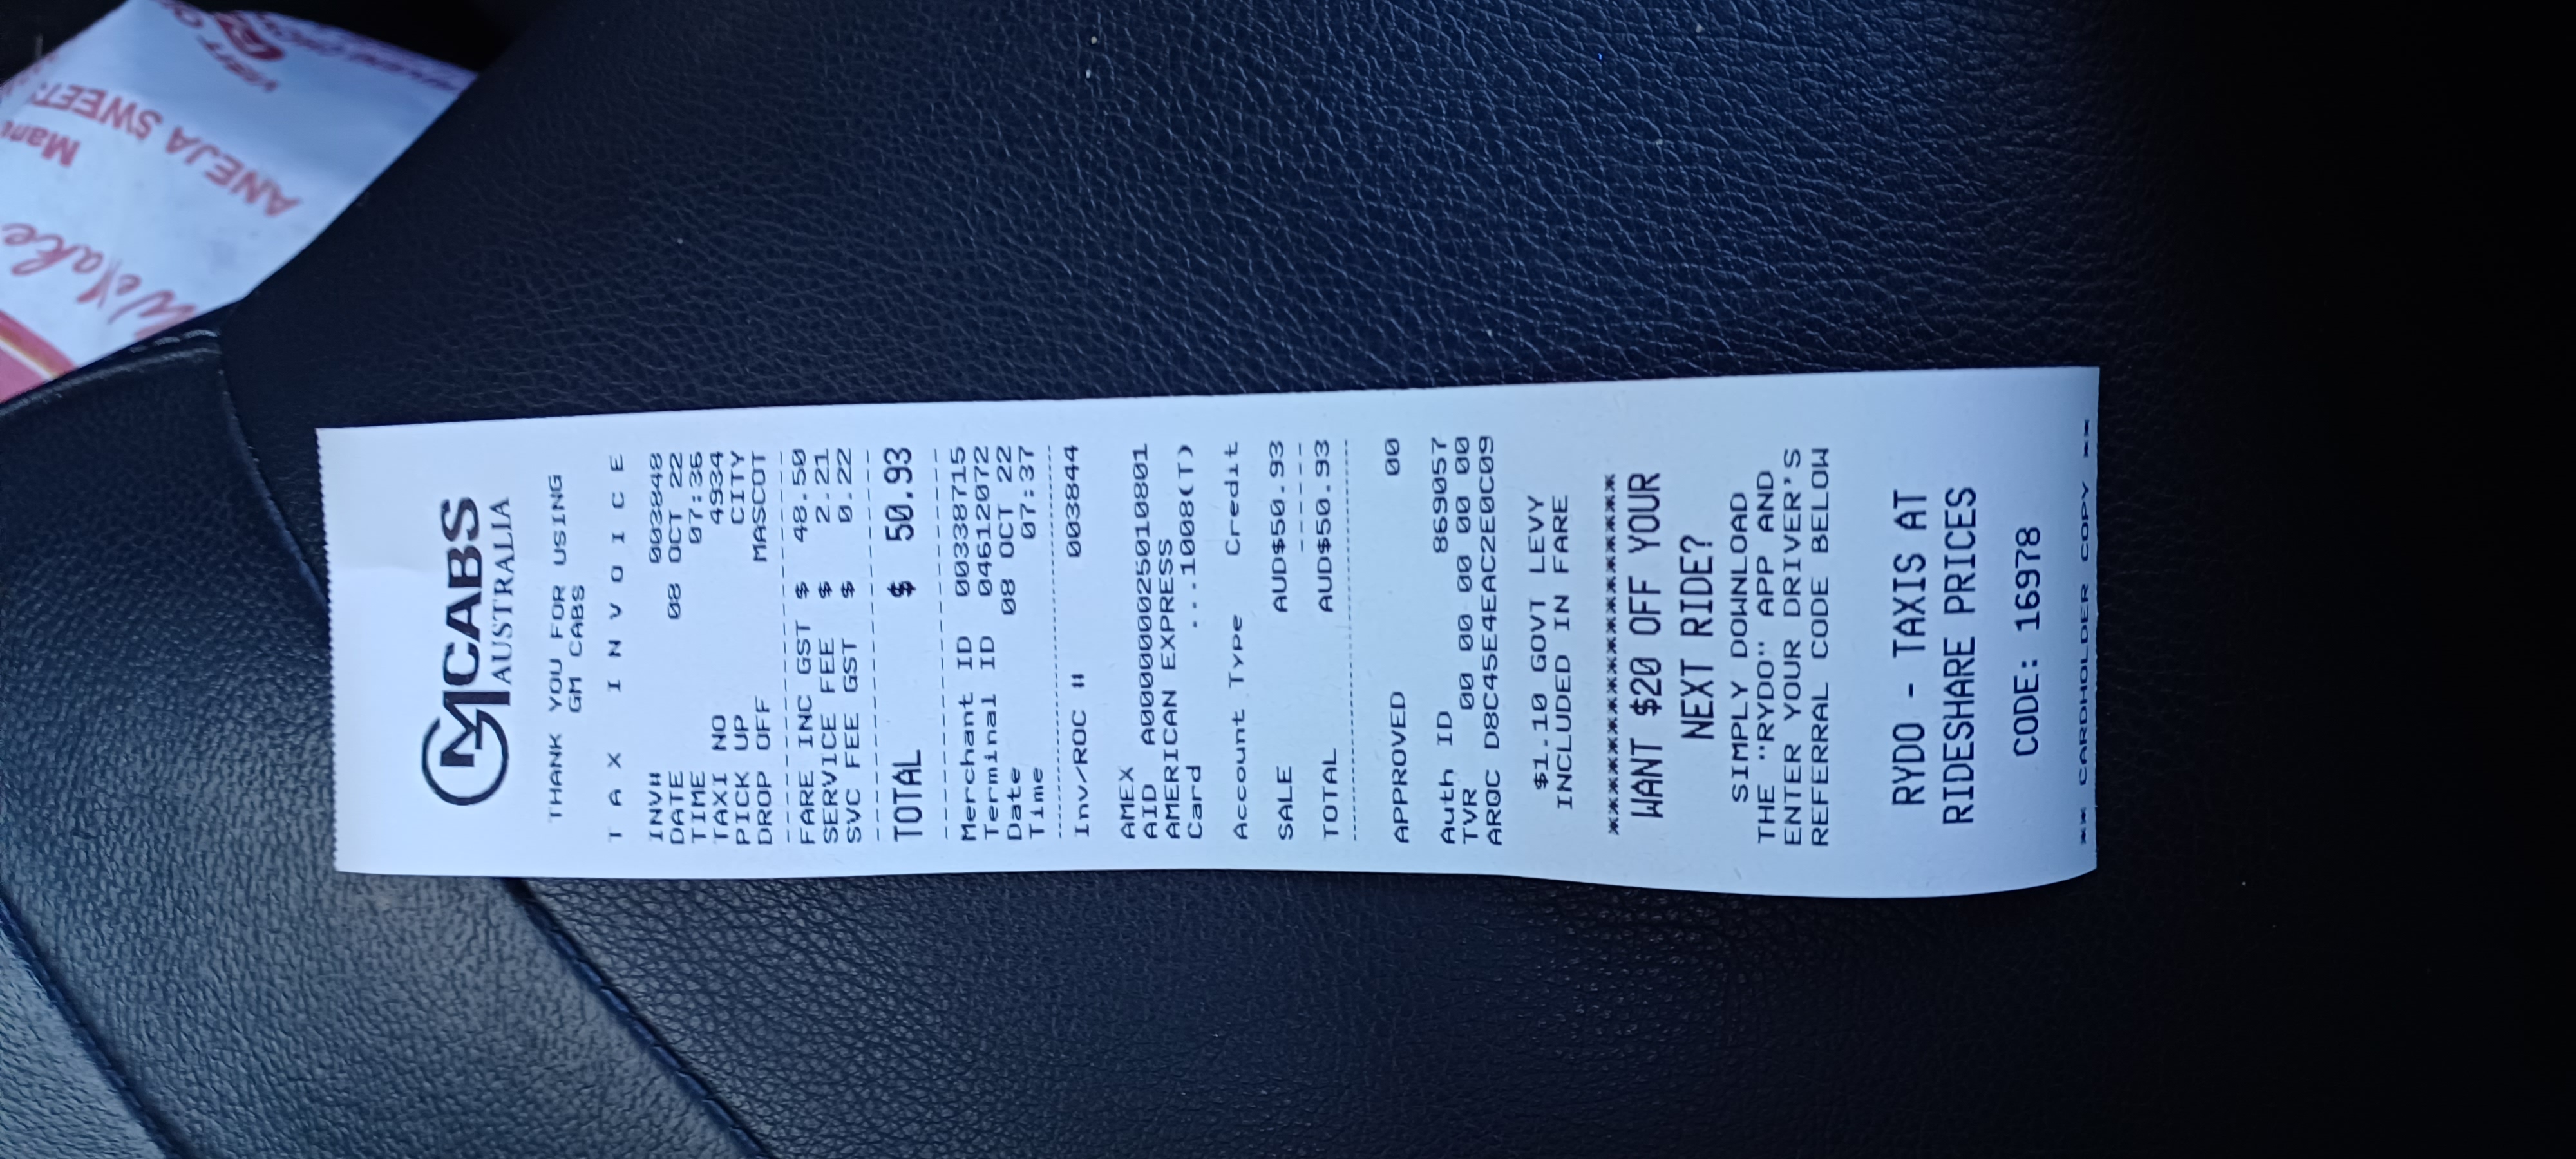 We Make
Manu
ANEJA SWEET
VISIT O
GM CABS
AUSTRALIA
THANK YOU FOR USING
GM CABS
TAX INVOICE
INV# 003848
DATE 08 OCT 22
TIME 07:36
TAXI NO 4934
PICK UP CITY
DROP OFF MASCOT
FARE INC GST $ 48.50
SERVICE FEE $ 2.21
SVC FEE GST $ 0.22
TOTAL $ 50.93
Merchant ID 00338715
Terminal ID 04612072
Date 08 OCT 22
Time 07:37
Inv/ROC # 003844
AMEX
AID A000000025010801
AMERICAN EXPRESS
Card ...1008(T)
Account Type Credit
SALE AUD$50.93
TOTAL AUD$50.93
APPROVED 00
Auth ID 869057
TVR 00 00 00 00 00
ARQC D8C45E4EAC2E0C09
$1.10 GOVT LEVY
INCLUDED IN FARE
******************
WANT $20 OFF YOUR
NEXT RIDE?
SIMPLY DOWNLOAD
THE "RYDO" APP AND
ENTER YOUR DRIVER'S
REFERRAL CODE BELOW
RYDO - TAXIS AT
RIDESHARE PRICES
CODE: 16978
** CARDHOLDER COPY **